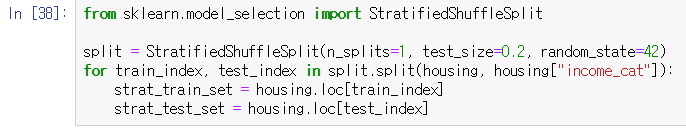 In [38]: from sklearn.model_selection import StratifiedShuffleSplit
split = StratifiedShuffleSplit(n_splits=1, test_size=0.2, random_state=42)
for train_index, test_index in split.split(housing, housing["income_cat"]):
    strat_train_set = housing.loc[train_index]
    strat_test_set = housing.loc[test_index]